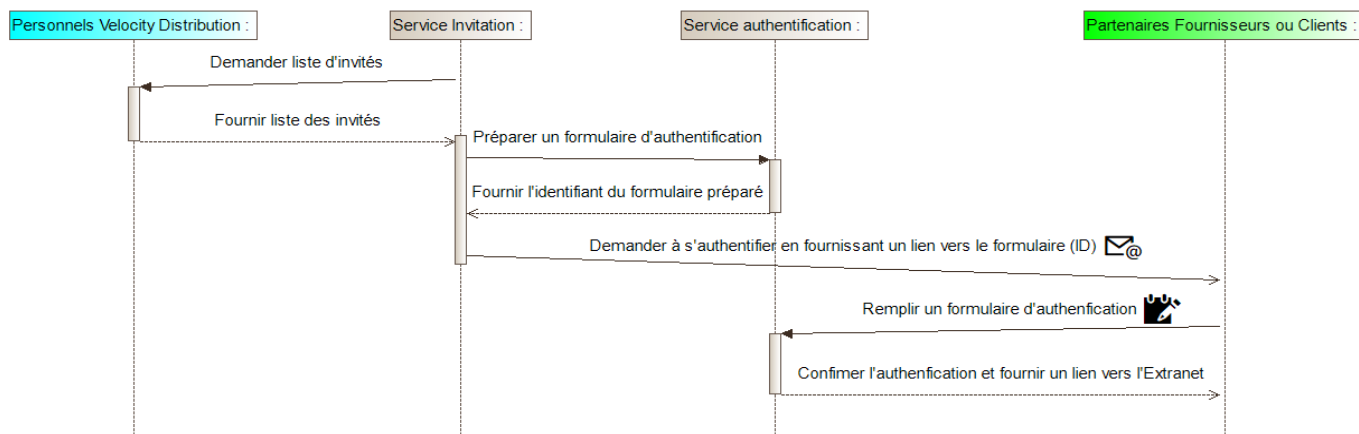 Personnels Velocity Distribution :
Service Invitation :
Service authentification :
Partenaires Fournisseurs ou Clients :
Demander liste d'invités
Fournir liste des invités
Préparer un formulaire d'authentification
Fournir l'identifiant du formulaire préparé
Demander à s'authentifier en fournissant un lien vers le formulaire (ID)
Remplir un formulaire d'authenfication
Confimer l'authenfication et fournir un lien vers l'Extranet